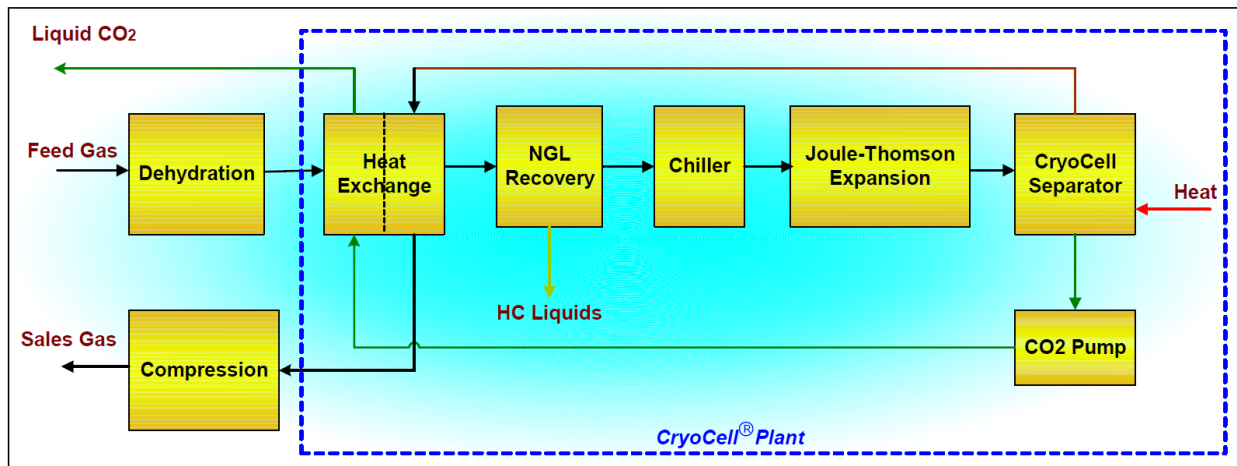 Liquid CO2
Feed Gas
Dehydration
Heat
Exchange
NGL
Recovery
Chiller
Joule-Thomson
Expansion
CryoCell
Separator
Heat
HC Liquids
Sales Gas
Compression
CO2 Pump
CryoCell® Plant